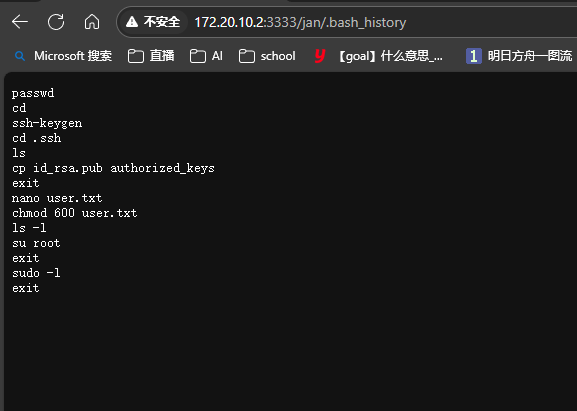 不安全 172.20.10.2:3333/jan/.bash_history
Microsoft 搜索 直播 AI school 【goal】什么意思_... 明日方舟一图流
passwd
cd
ssh-keygen
cd .ssh
ls
cp id_rsa.pub authorized_keys
exit
nano user.txt
chmod 600 user.txt
ls -l
su root
exit
sudo -l
exit